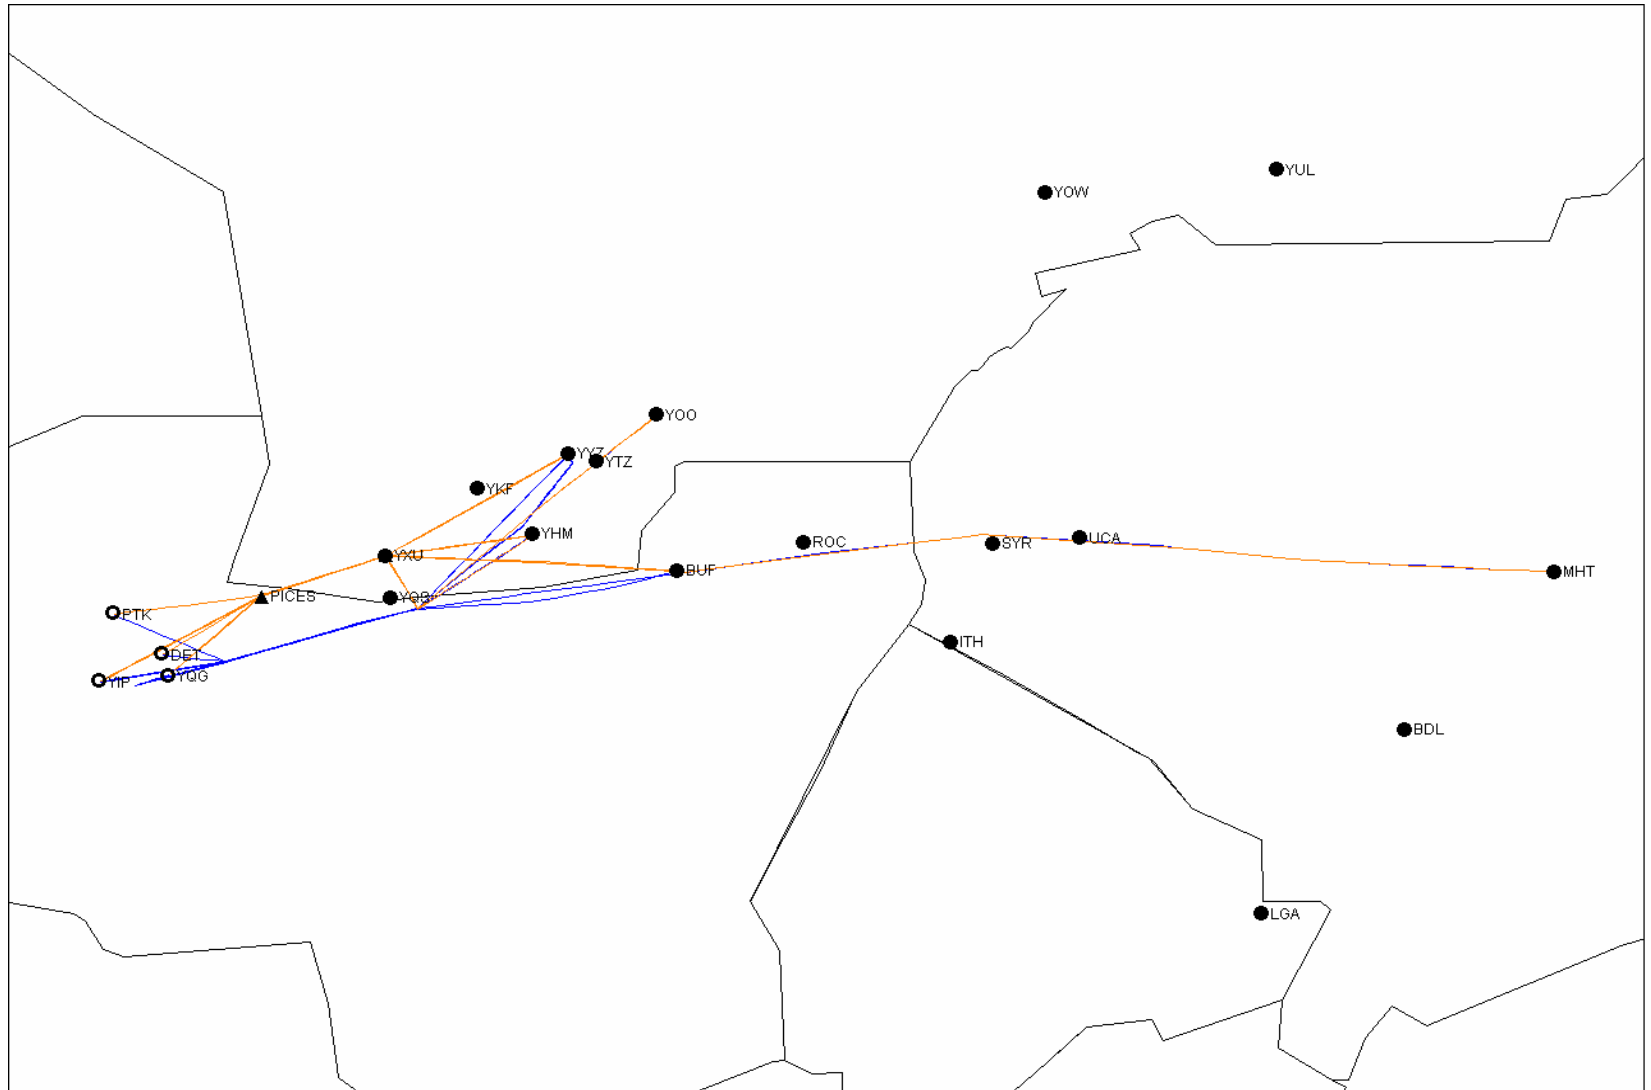 YUL
YOW
YOO
YYZ
YTZ
YKF
YHM
UCA
ROC
SYR
YXU
BUF
MHT
PICES
YQS
PTK
ITH
DET
YQG
YIP
BDL
LGA